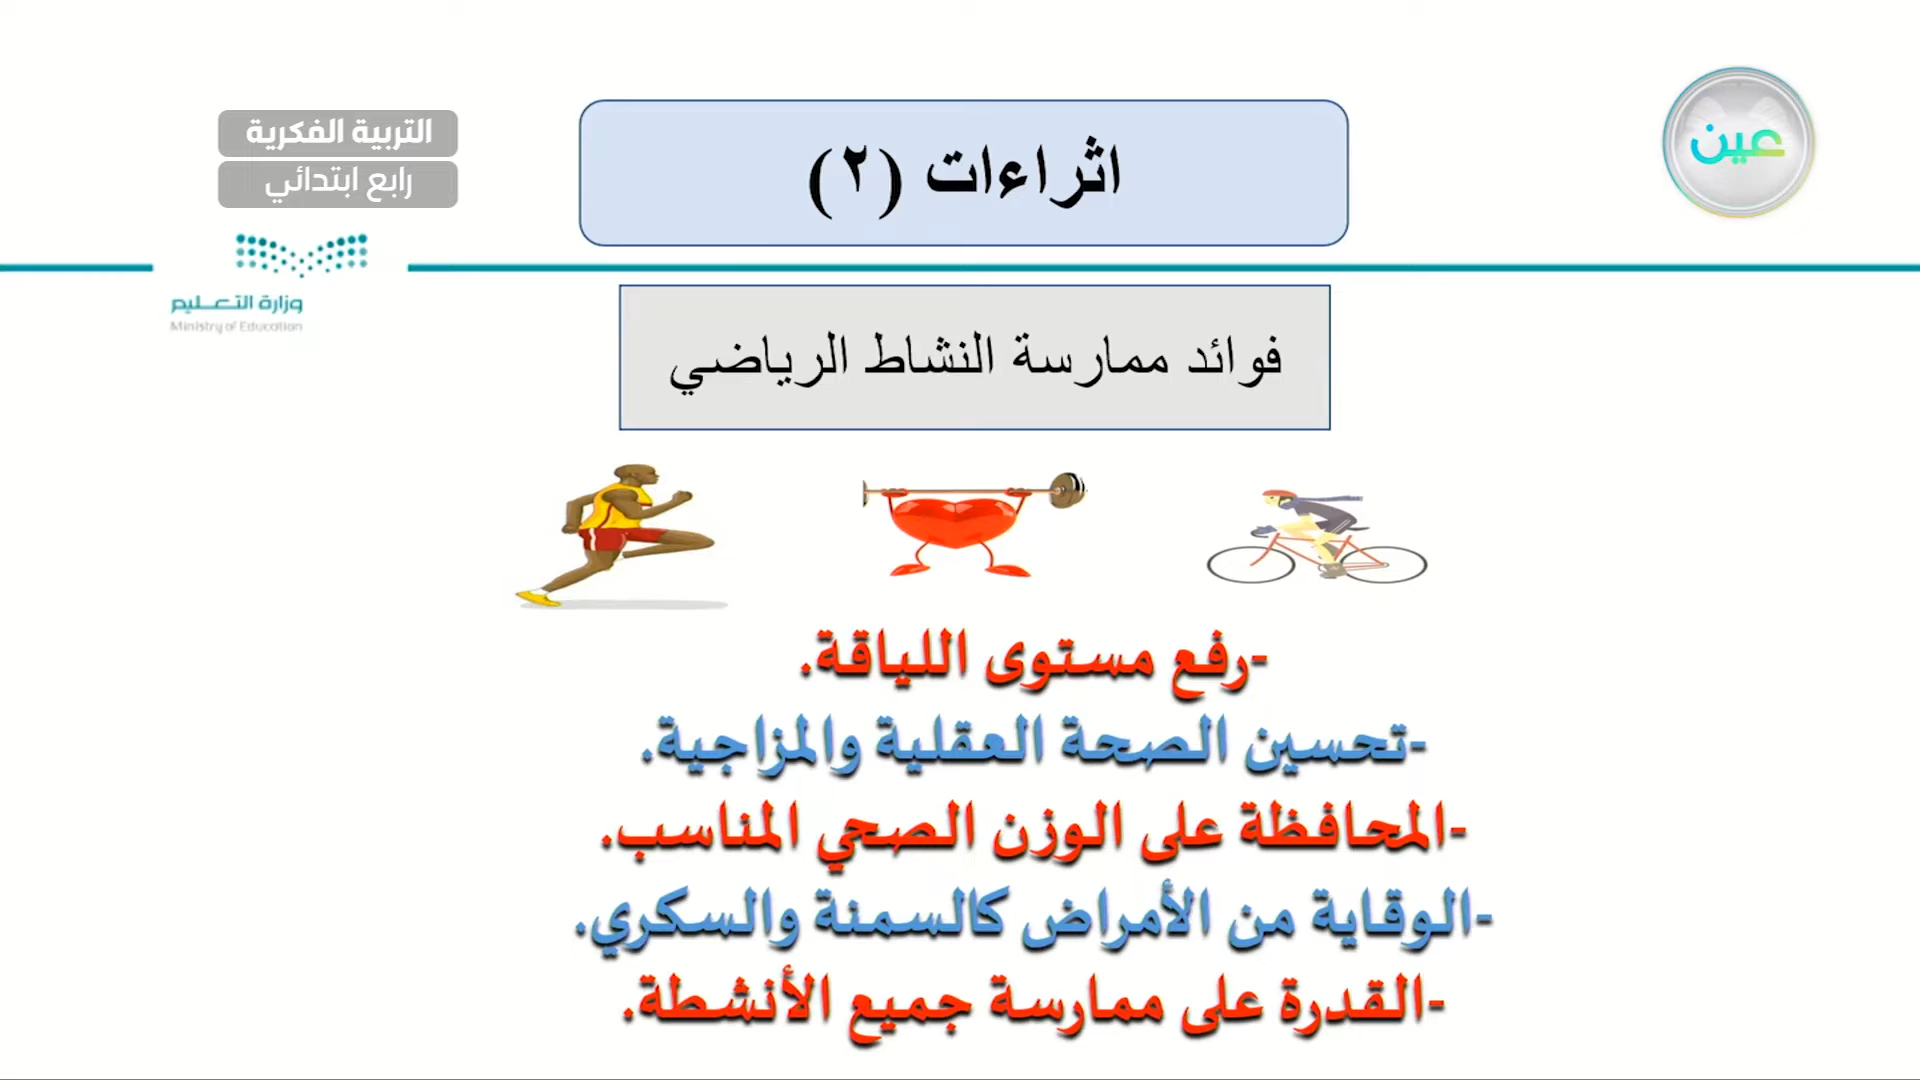 التربية الفكرية
رابع ابتدائي
اثراءات (٢)
عين
وزارة التعليم
Ministry of Education
فوائد ممارسة النشاط الرياضي
-رفع مستوى اللياقة.
-تحسين الصحة العقلية والمزاجية.
-المحافظة على الوزن الصحي المناسب.
-الوقاية من الأمراض كالسمنة والسكري.
-القدرة على ممارسة جميع الأنشطة.